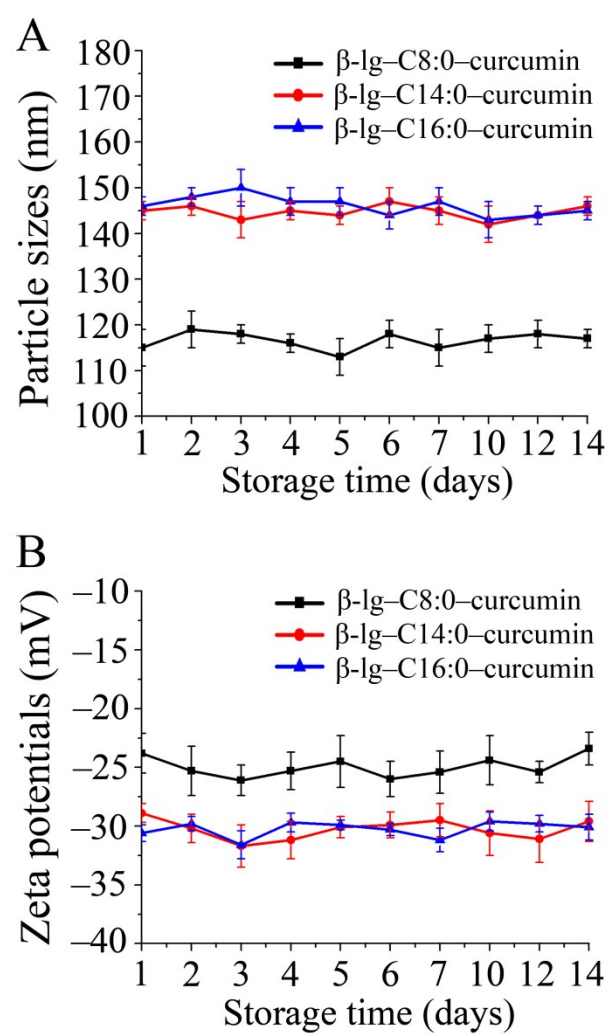 A
180
170
160
150
140
130
120
110
100
Particle sizes (nm)
β-lg–C8:0–curcumin
β-lg–C14:0–curcumin
β-lg–C16:0–curcumin
1 2 3 4 5 6 7 10 12 14
Storage time (days)
B
–10
–15
–20
–25
–30
–35
–40
Zeta potentials (mV)
β-lg–C8:0–curcumin
β-lg–C14:0–curcumin
β-lg–C16:0–curcumin
1 2 3 4 5 6 7 10 12 14
Storage time (days)